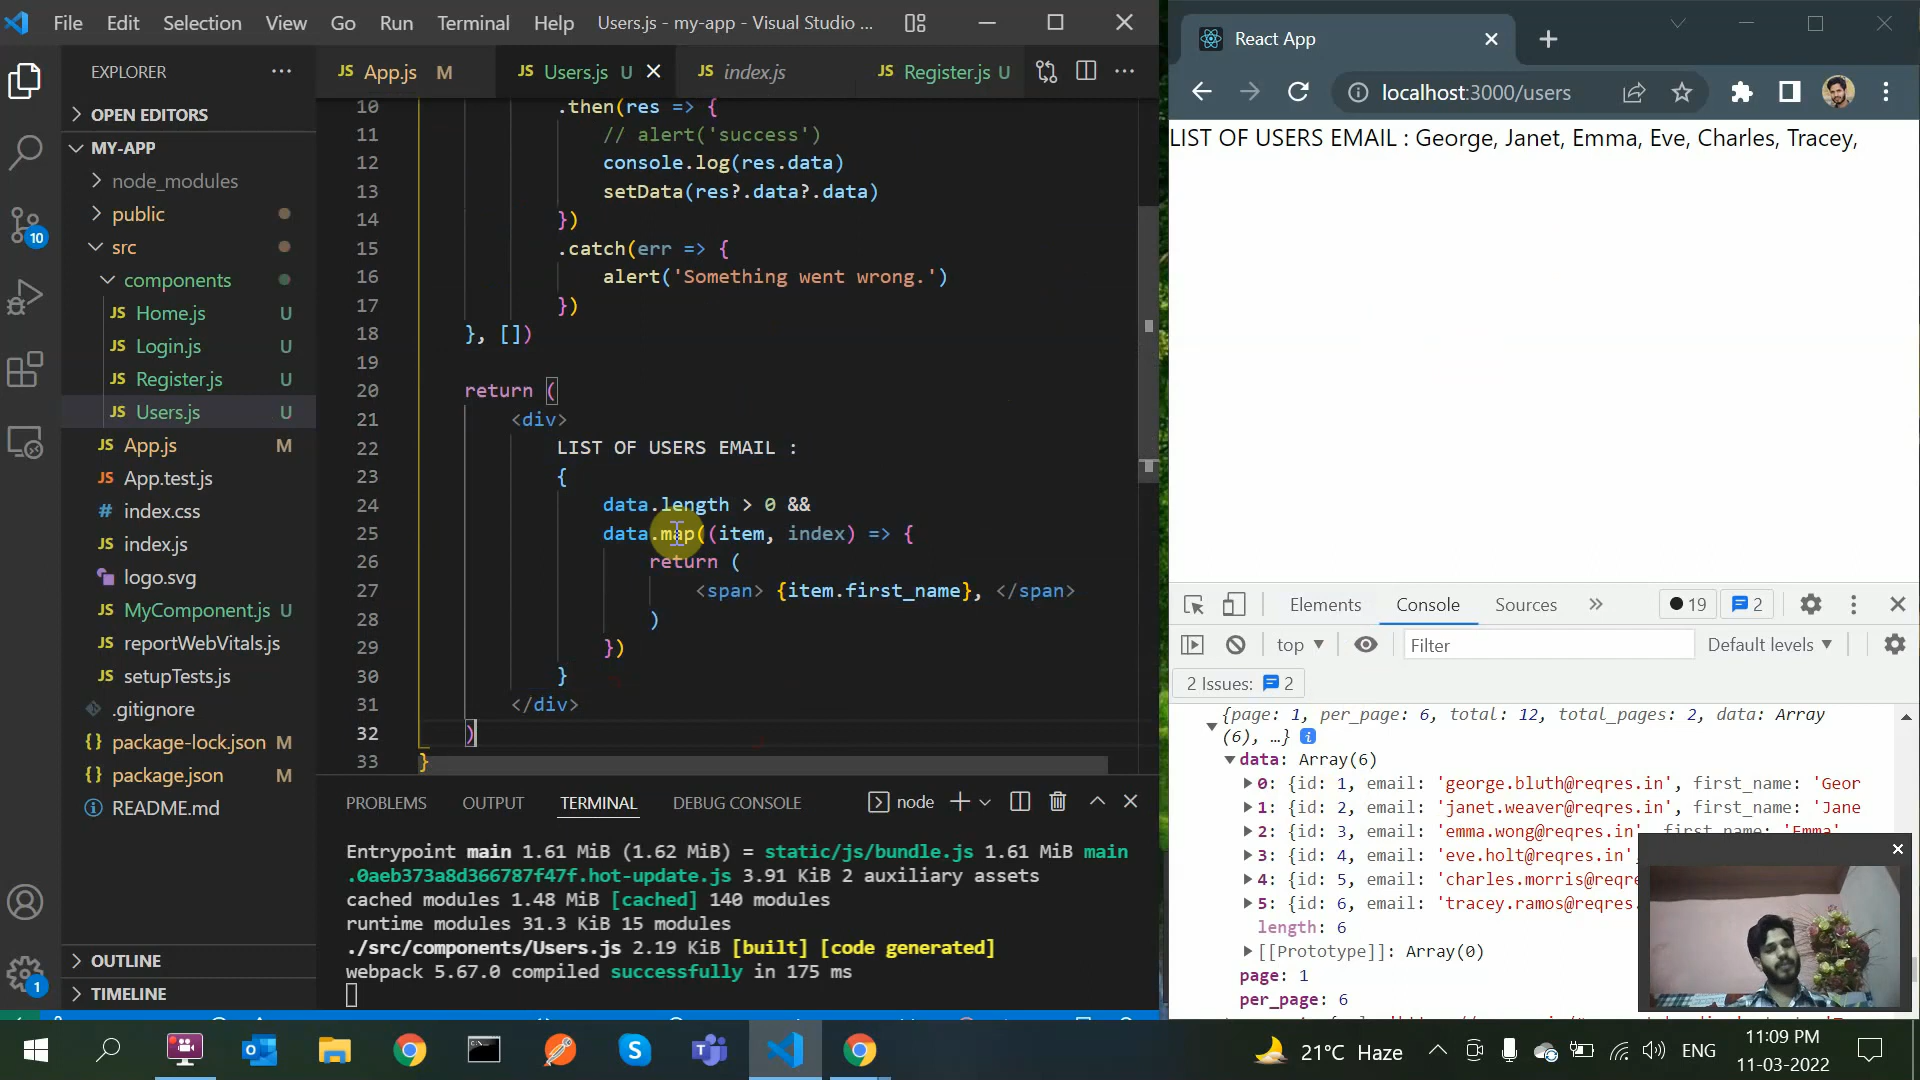 File Edit Selection View Go Run Terminal Help Users.js - my-app - Visual Studio ...
EXPLORER
OPEN EDITORS
MY-APP
node_modules
public
src
components
Home.js U
Login.js U
Register.js U
Users.js U
App.js M
App.test.js
index.css
index.js
logo.svg
MyComponent.js U
reportWebVitals.js
setupTests.js
.gitignore
package-lock.json M
package.json M
README.md
OUTLINE
TIMELINE
10
1
JS App.js M JS Users.js U JS index.js JS Register.js U
10 .then(res => {
11 // alert('success')
12 console.log(res.data)
13 setData(res?.data?.data)
14 })
15 .catch(err => {
16 alert('Something went wrong.')
17 })
18 }, [])
19
20 return (
21 <div>
22 LIST OF USERS EMAIL :
23 {
24 data.length > 0 &&
25 data.map((item, index) => {
26 return (
27 <span> {item.first_name}, </span>
28 )
29 })
30 }
31 </div>
32 )
33 }
PROBLEMS OUTPUT TERMINAL DEBUG CONSOLE node
Entrypoint main 1.61 MiB (1.62 MiB) = static/js/bundle.js 1.61 MiB main
.0aeb373a8d366787f47f.hot-update.js 3.91 KiB 2 auxiliary assets
cached modules 1.48 MiB [cached] 140 modules
runtime modules 31.3 KiB 15 modules
./src/components/Users.js 2.19 KiB [built] [code generated]
webpack 5.67.0 compiled successfully in 175 ms
React App
localhost:3000/users
LIST OF USERS EMAIL : George, Janet, Emma, Eve, Charles, Tracey,
Elements Console Sources » 19 2
top Filter Default levels
2 Issues: 2
{page: 1, per_page: 6, total: 12, total_pages: 2, data: Array
(6), …} i
data: Array(6)
0: {id: 1, email: 'george.bluth@reqres.in', first_name: 'Geor
1: {id: 2, email: 'janet.weaver@reqres.in', first_name: 'Jane
2: {id: 3, email: 'emma.wong@reqres.in', first_name: 'Emma'
3: {id: 4, email: 'eve.holt@reqres.in',
4: {id: 5, email: 'charles.morris@reqre
5: {id: 6, email: 'tracey.ramos@reqres.
length: 6
[[Prototype]]: Array(0)
page: 1
per_page: 6
21°C Haze ENG 11:09 PM
11-03-2022